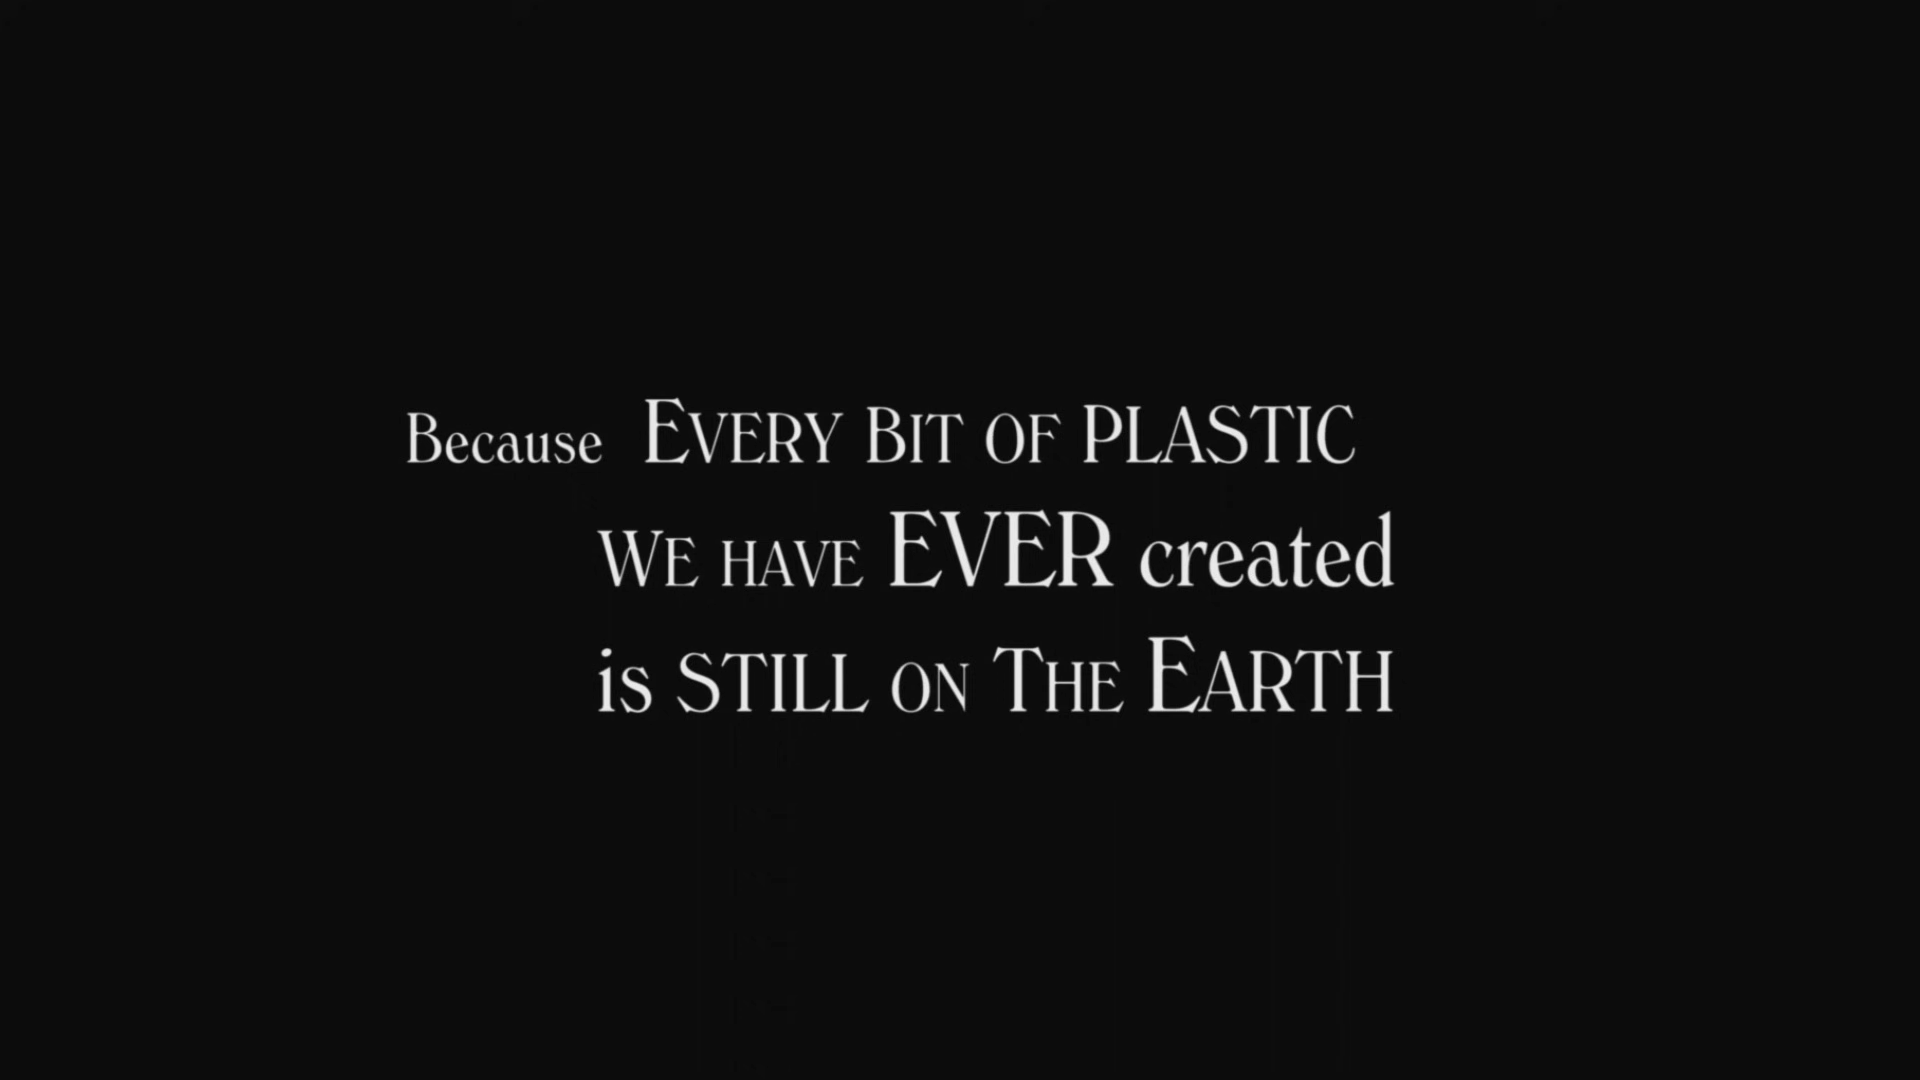 Because EVERY BIT OF PLASTIC
WE HAVE EVER created
is STILL ON THE EARTH